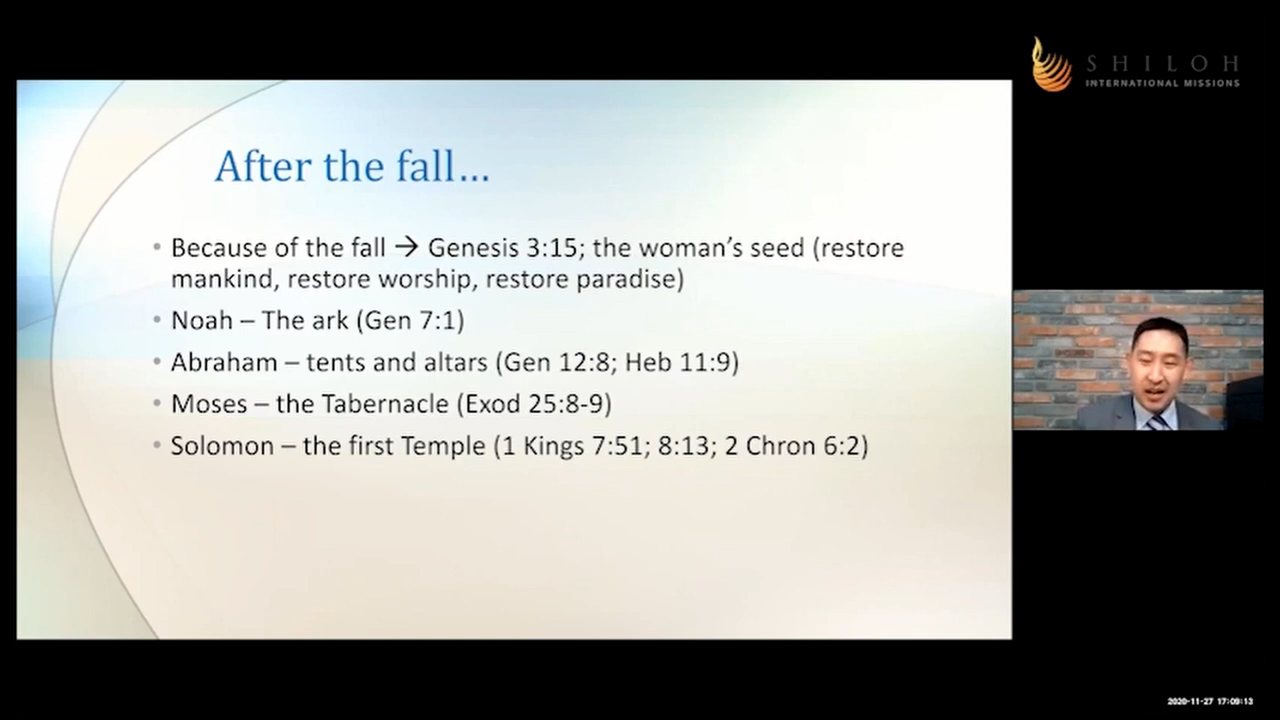 SHILOH
INTERNATIONAL MISSIONS
After the fall…
• Because of the fall → Genesis 3:15; the woman’s seed (restore
mankind, restore worship, restore paradise)
• Noah – The ark (Gen 7:1)
• Abraham – tents and altars (Gen 12:8; Heb 11:9)
• Moses – the Tabernacle (Exod 25:8-9)
• Solomon – the first Temple (1 Kings 7:51; 8:13; 2 Chron 6:2)
2020-11-27 17:09:13